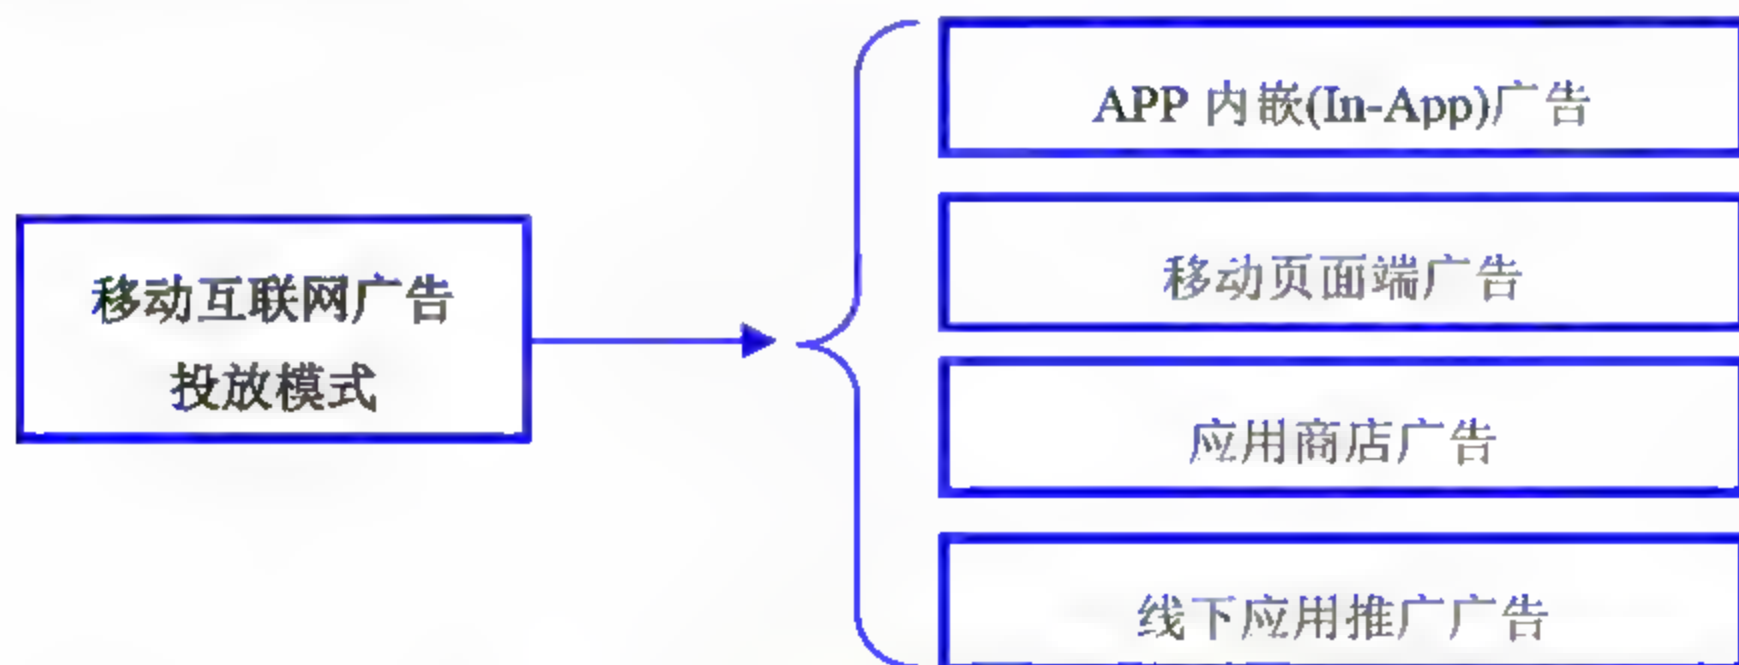 移动互联网广告
投放模式
APP 内嵌(In-App)广告
移动页面端广告
应用商店广告
线下应用推广广告